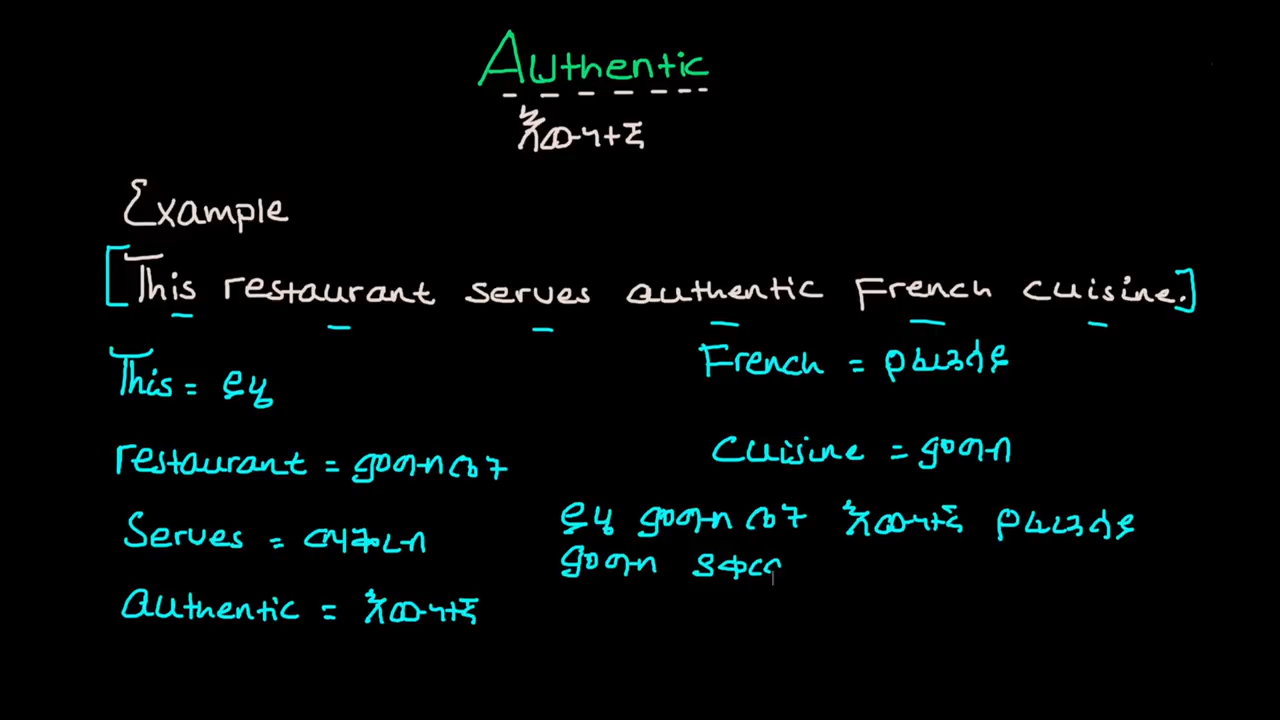 Authentic
እውነተኛ
Example
[This restaurant serves authentic French cuisine.]
This = ይህ
restaurant = ምግብ ቤት
Serves =
authentic = እውነተኛ
French = የፈረንሳይ
cuisine = ምግብ
ይህ ምግብ ቤት እውነተኛ የፈረንሳይ
ምግብ